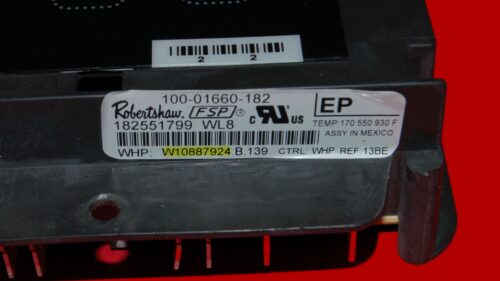 2 2
100-01660-182
Robertshaw. FSP ®
182551799 WL8
C UR US
EP
TEMP:170 550 930 F
ASSY IN MEXICO
WHP: W10887924 B.139 CTRL: WHP REF.13BE